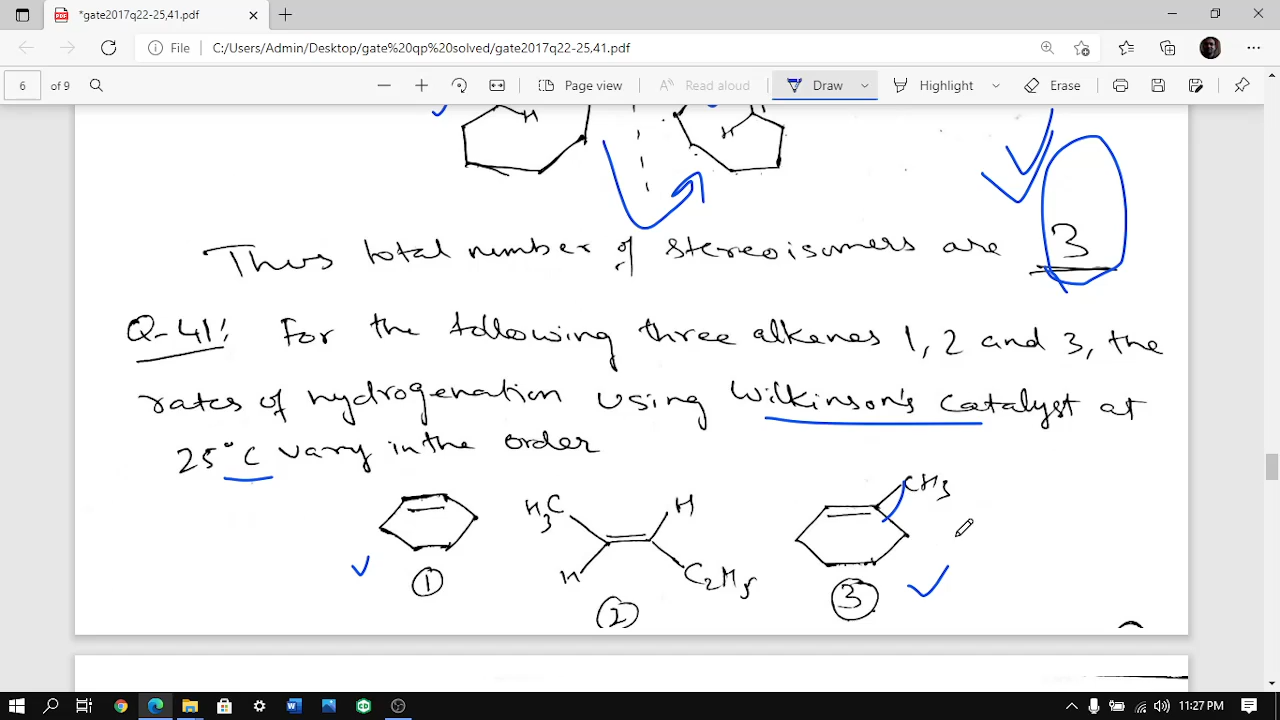 *gate2017q22-25,41.pdf
File C:/Users/Admin/Desktop/gate%20qp%20solved/gate2017q22-25,41.pdf
6 of 9 Page view Read aloud Draw Highlight Erase
H H
Thus total number of stereoisomers are 3
Q-41: For the following three alkenes 1, 2 and 3, the
rates of hydrogenation using Wilkinson's catalyst at
25°C vary in the order
H3C H CH3
H C2H5
1 2 3
11:27 PM